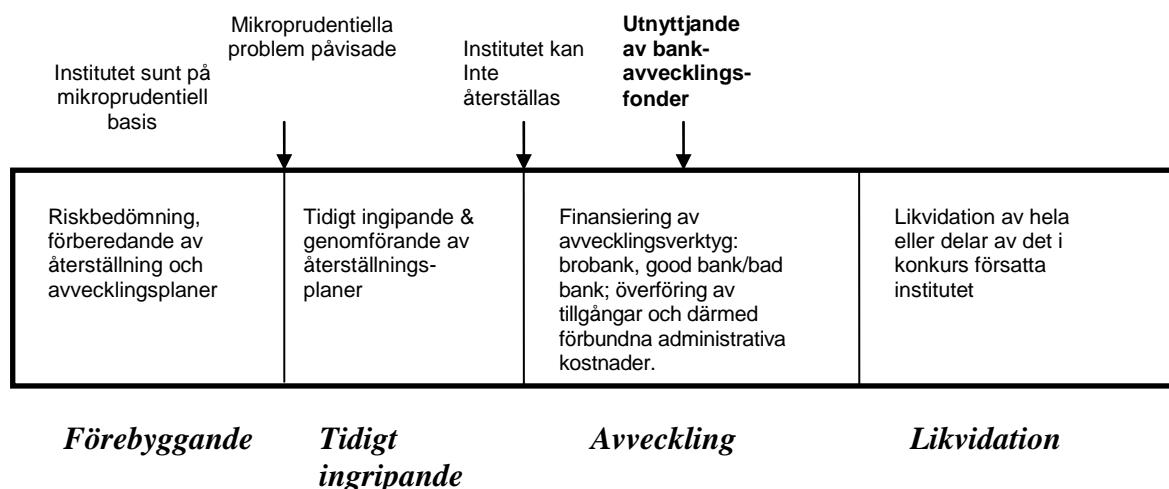 Institutet sunt på
mikroprudentiell
basis
Mikroprudentiella
problem påvisade
Institutet kan
Inte
återställas
Utnyttjande
av bank-
avvecklings-
fonder
Riskbedömning,
förberedande av
återställning och
avvecklingsplaner
Tidigt ingipande &
genomförande av
återställnings-
planer
Finansiering av
avvecklingsverktyg:
brobank, good bank/bad
bank; överföring av
tillgångar och därmed
förbundna administrativa
kostnader.
Likvidation av hela
eller delar av det i
konkurs försatta
institutet
Förebyggande
Tidigt
ingripande
Avveckling
Likvidation